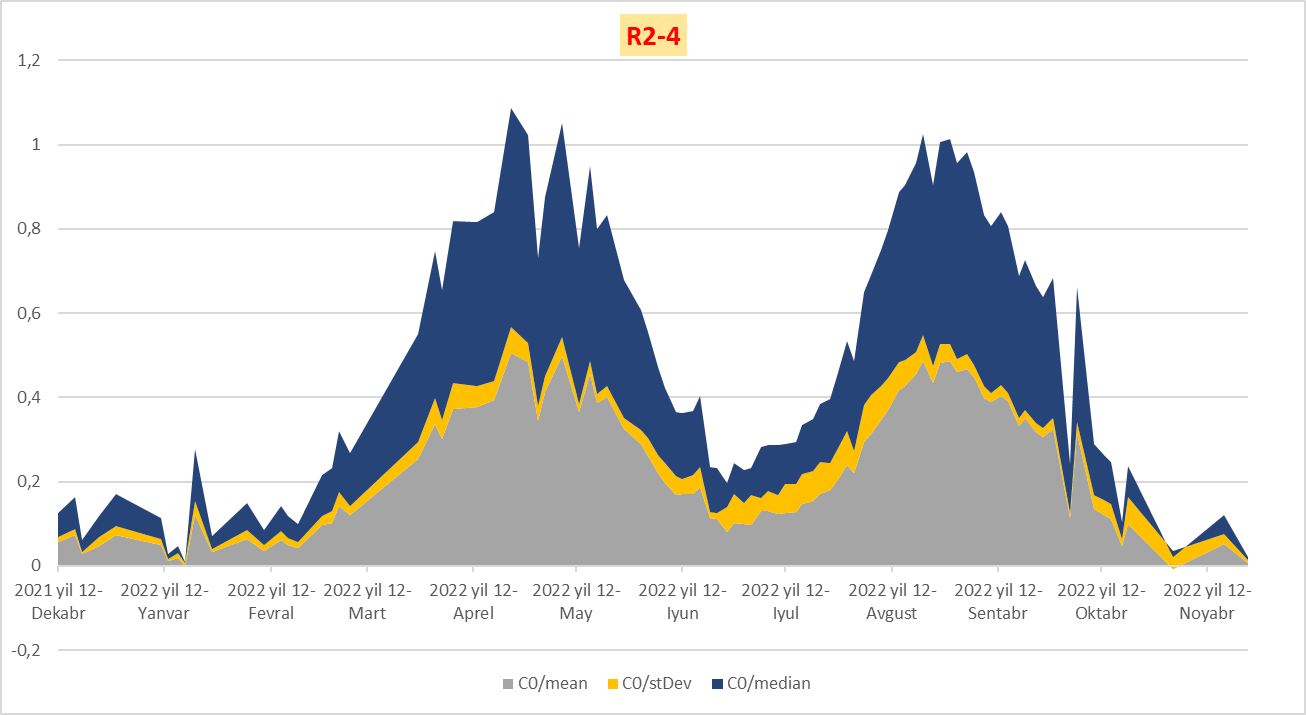 R2-4
1,2
1
0,8
0,6
0,4
0,2
0
-0,2
2021 yil 12-
Dekabr
2022 yil 12-
Yanvar
2022 yil 12-
Fevral
2022 yil 12-
Mart
2022 yil 12-
Aprel
2022 yil 12-
May
2022 yil 12-
Iyun
2022 yil 12-
Iyul
2022 yil 12-
Avgust
2022 yil 12-
Sentabr
2022 yil 12-
Oktabr
2022 yil 12-
Noyabr
C0/mean
C0/stDev
C0/median